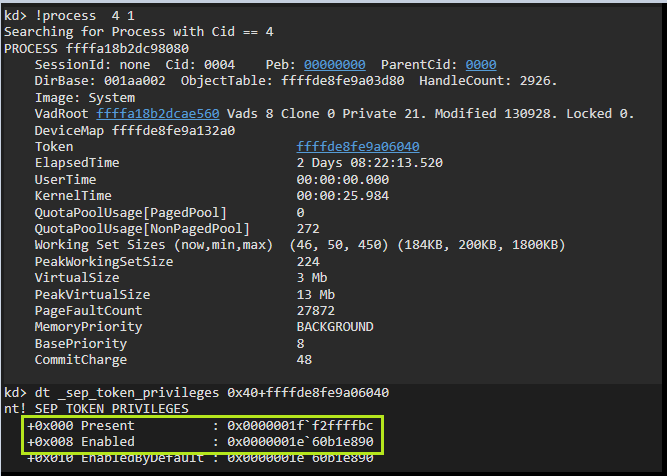 kd> !process  4 1
Searching for Process with Cid == 4
PROCESS ffffa18b2dc98080
    SessionId: none  Cid: 0004    Peb: 00000000  ParentCid: 0000
    DirBase: 001aa002  ObjectTable: ffffde8fe9a03d80  HandleCount: 2926.
    Image: System
    VadRoot ffffa18b2dcae560 Vads 8 Clone 0 Private 21. Modified 130928. Locked 0.
    DeviceMap ffffde8fe9a132a0
    Token                             ffffde8fe9a06040
    ElapsedTime                       2 Days 08:22:13.520
    UserTime                          00:00:00.000
    KernelTime                        00:00:25.984
    QuotaPoolUsage[PagedPool]         0
    QuotaPoolUsage[NonPagedPool]      272
    Working Set Sizes (now,min,max)  (46, 50, 450) (184KB, 200KB, 1800KB)
    PeakWorkingSetSize                224
    VirtualSize                       3 Mb
    PeakVirtualSize                   13 Mb
    PageFaultCount                    27872
    MemoryPriority                    BACKGROUND
    BasePriority                      8
    CommitCharge                      48
kd> dt _sep_token_privileges 0x40+ffffde8fe9a06040
nt!_SEP_TOKEN_PRIVILEGES
   +0x000 Present          : 0x0000001f`f2ffffbc
   +0x008 Enabled          : 0x0000001e`60b1e890
   +0x010 EnabledByDefault : 0x0000001e`60b1e890